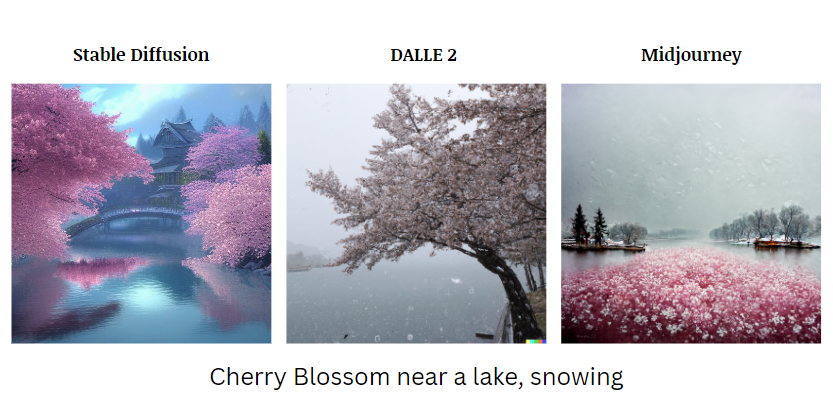 Stable Diffusion
DALLE 2
Midjourney
Cherry Blossom near a lake, snowing